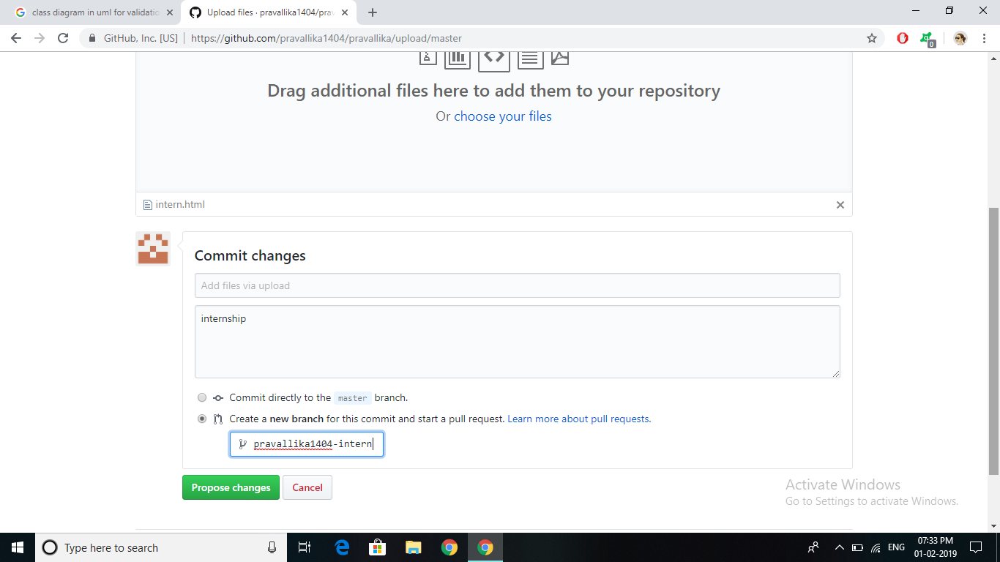 class diagram in uml for validatio
Upload files · pravallika1404/prav
GitHub, Inc. [US]
https://github.com/pravallika1404/pravallika/upload/master
0
Drag additional files here to add them to your repository
Or choose your files
intern.html
Commit changes
Add files via upload
internship
Commit directly to the master branch.
Create a new branch for this commit and start a pull request. Learn more about pull requests.
pravallika1404-intern
Propose changes
Cancel
Activate Windows
Go to Settings to activate Windows.
Type here to search
ENG
07:33 PM
01-02-2019